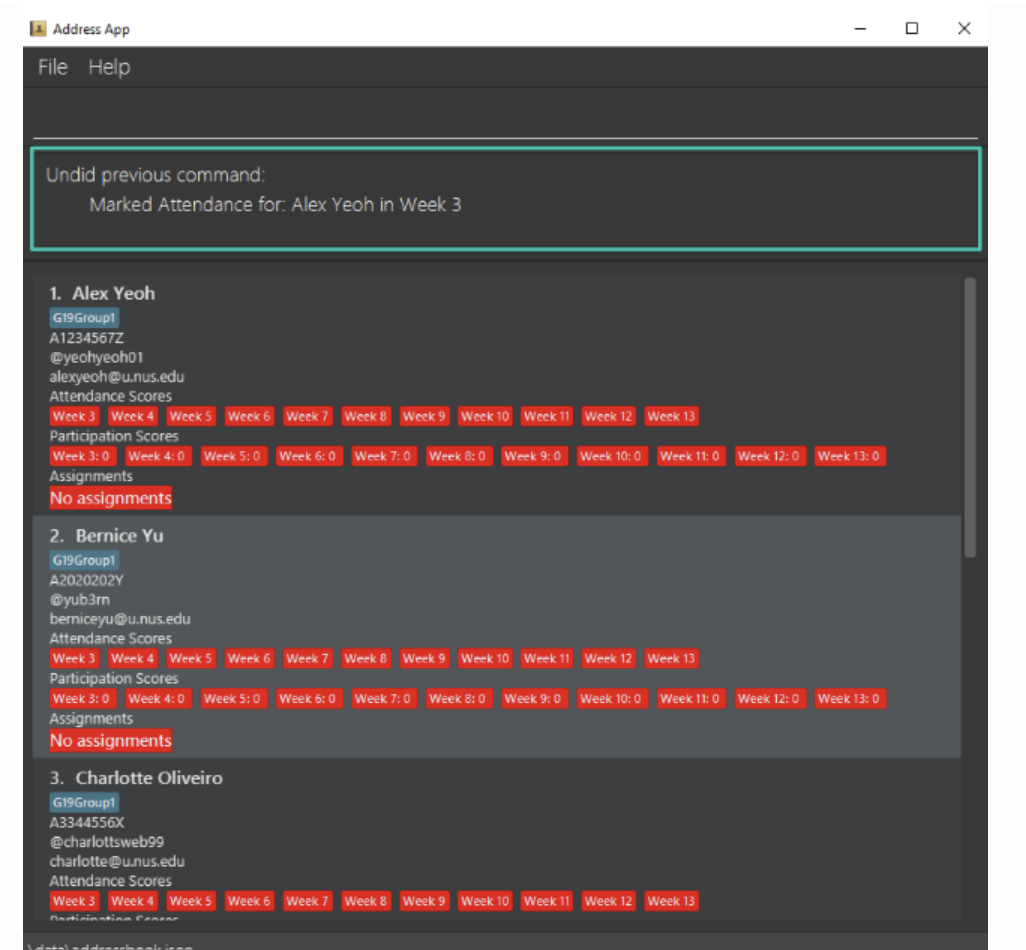 Address App
File Help
Undid previous command:
Marked Attendance for: Alex Yeoh in Week 3
1. Alex Yeoh
G19Group1
A1234567Z
@yeohyeoh01
alexyeoh@u.nus.edu
Attendance Scores
Week 3 Week 4 Week 5 Week 6 Week 7 Week 8 Week 9 Week 10 Week 11 Week 12 Week 13
Participation Scores
Week 3: 0 Week 4: 0 Week 5: 0 Week 6: 0 Week 7: 0 Week 8: 0 Week 9: 0 Week 10: 0 Week 11: 0 Week 12: 0 Week 13: 0
Assignments
No assignments
2. Bernice Yu
G19Group1
A2020202Y
@yub3rn
berniceyu@u.nus.edu
Attendance Scores
Week 3 Week 4 Week 5 Week 6 Week 7 Week 8 Week 9 Week 10 Week 11 Week 12 Week 13
Participation Scores
Week 3: 0 Week 4: 0 Week 5: 0 Week 6: 0 Week 7: 0 Week 8: 0 Week 9: 0 Week 10: 0 Week 11: 0 Week 12: 0 Week 13: 0
Assignments
No assignments
3. Charlotte Oliveiro
G19Group1
A3344556X
@charlottsweb99
charlotte@u.nus.edu
Attendance Scores
Week 3 Week 4 Week 5 Week 6 Week 7 Week 8 Week 9 Week 10 Week 11 Week 12 Week 13
Participation Scores
\data\addressbook.json